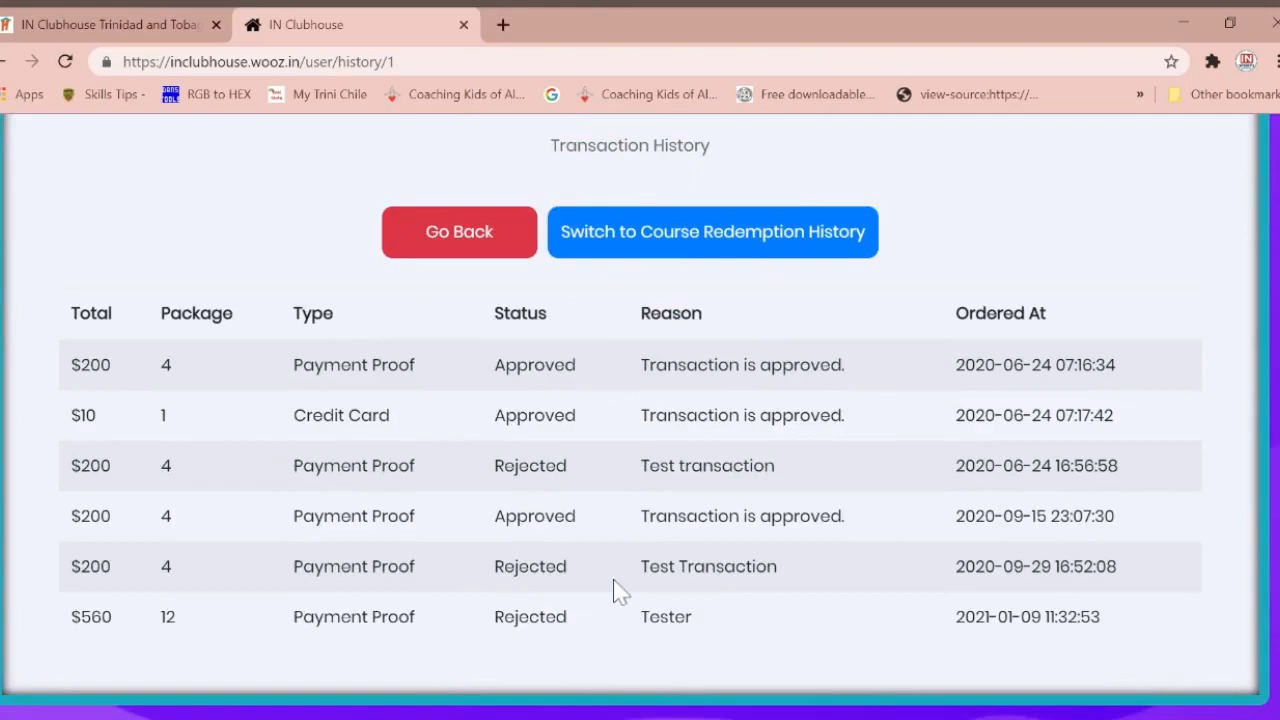 IN Clubhouse Trinidad and Tobag
IN Clubhouse
https://inclubhouse.wooz.in/user/history/1
Apps Skills Tips - RGB to HEX My Trini Chile Coaching Kids of Al... Coaching Kids of Al... Free downloadable... view-source:https://... » Other bookmark
Transaction History
Go Back Switch to Course Redemption History
Total Package Type Status Reason Ordered At
$200 4 Payment Proof Approved Transaction is approved. 2020-06-24 07:16:34
$10 1 Credit Card Approved Transaction is approved. 2020-06-24 07:17:42
$200 4 Payment Proof Rejected Test transaction 2020-06-24 16:56:58
$200 4 Payment Proof Approved Transaction is approved. 2020-09-15 23:07:30
$200 4 Payment Proof Rejected Test Transaction 2020-09-29 16:52:08
$560 12 Payment Proof Rejected Tester 2021-01-09 11:32:53